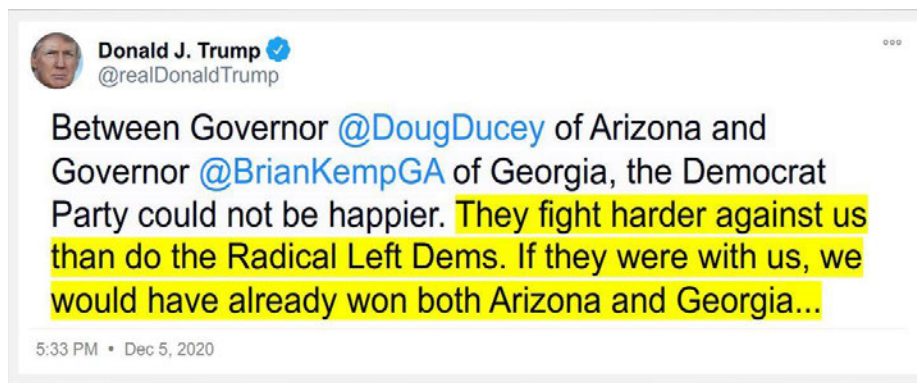 Donald J. Trump
@realDonaldTrump
Between Governor @DougDucey of Arizona and
Governor @BrianKempGA of Georgia, the Democrat
Party could not be happier. They fight harder against us
than do the Radical Left Dems. If they were with us, we
would have already won both Arizona and Georgia...
5:33 PM • Dec 5, 2020